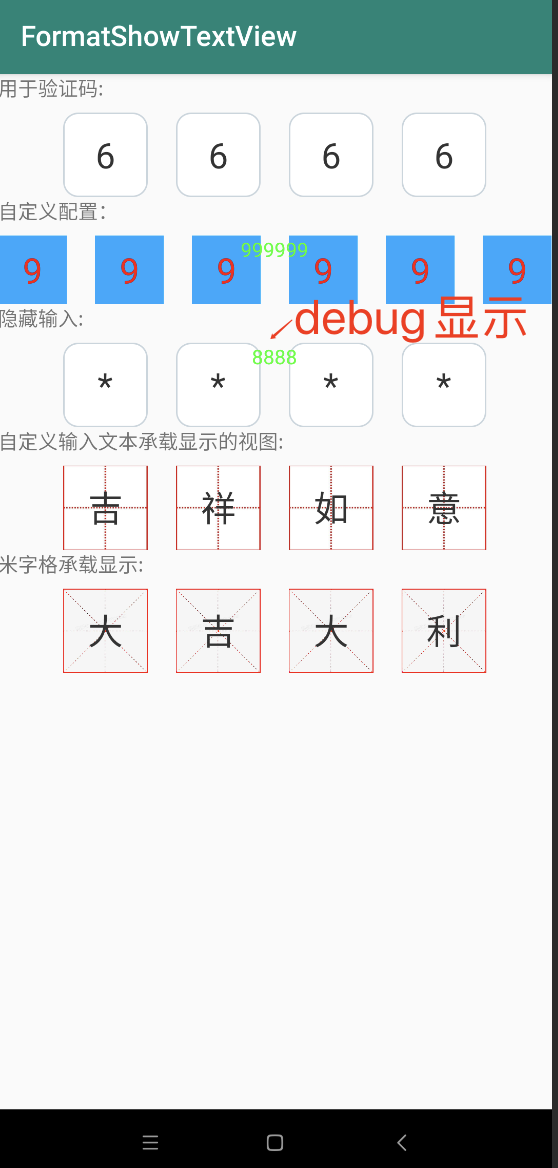 FormatShowTextView
用于验证码:
6 6 6 6
自定义配置：
999999
9 9 9 9 9 9
隐藏输入:
debug 显示
8888
* * * *
自定义输入文本承载显示的视图:
吉 祥 如 意
米字格承载显示:
大 吉 大 利